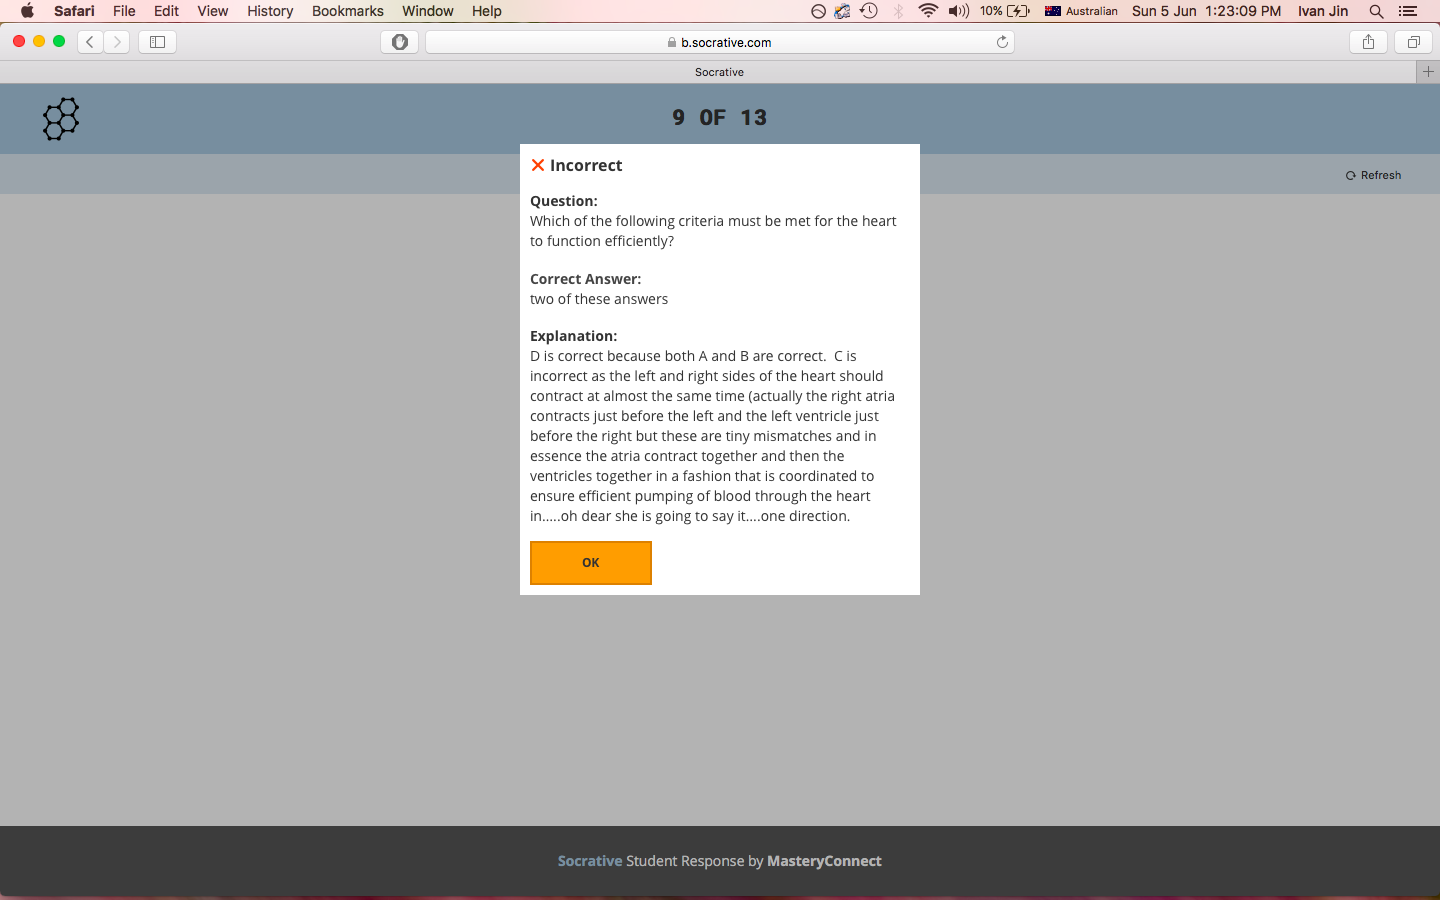 Safari File Edit View History Bookmarks Window Help 10% Australian Sun 5 Jun 1:23:09 PM Ivan Jin
b.socrative.com
Socrative
9 OF 13
Refresh
Incorrect
Question:
Which of the following criteria must be met for the heart
to function efficiently?
Correct Answer:
two of these answers
Explanation:
D is correct because both A and B are correct.  C is
incorrect as the left and right sides of the heart should
contract at almost the same time (actually the right atria
contracts just before the left and the left ventricle just
before the right but these are tiny mismatches and in
essence the atria contract together and then the
ventricles together in a fashion that is coordinated to
ensure efficient pumping of blood through the heart
in.....oh dear she is going to say it....one direction.
OK
Socrative Student Response by MasteryConnect